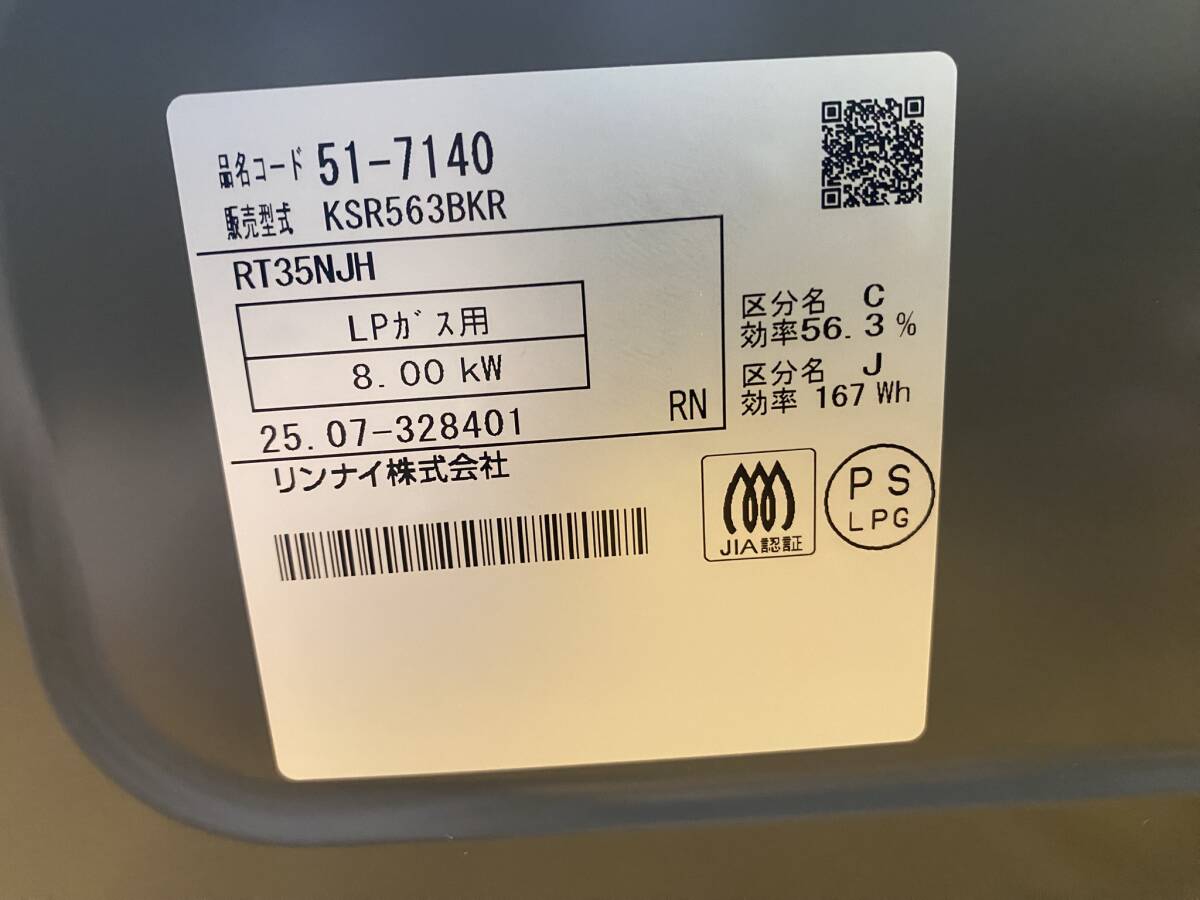 品名コード 51-7140
販売型式 KSR563BKR
RT35NJH
LPガス用
8.00 kW
25.07-328401
RN
リンナイ株式会社
区分名 C
効率56.3 %
区分名 J
効率 167 Wh
JIA認証
PS
LPG